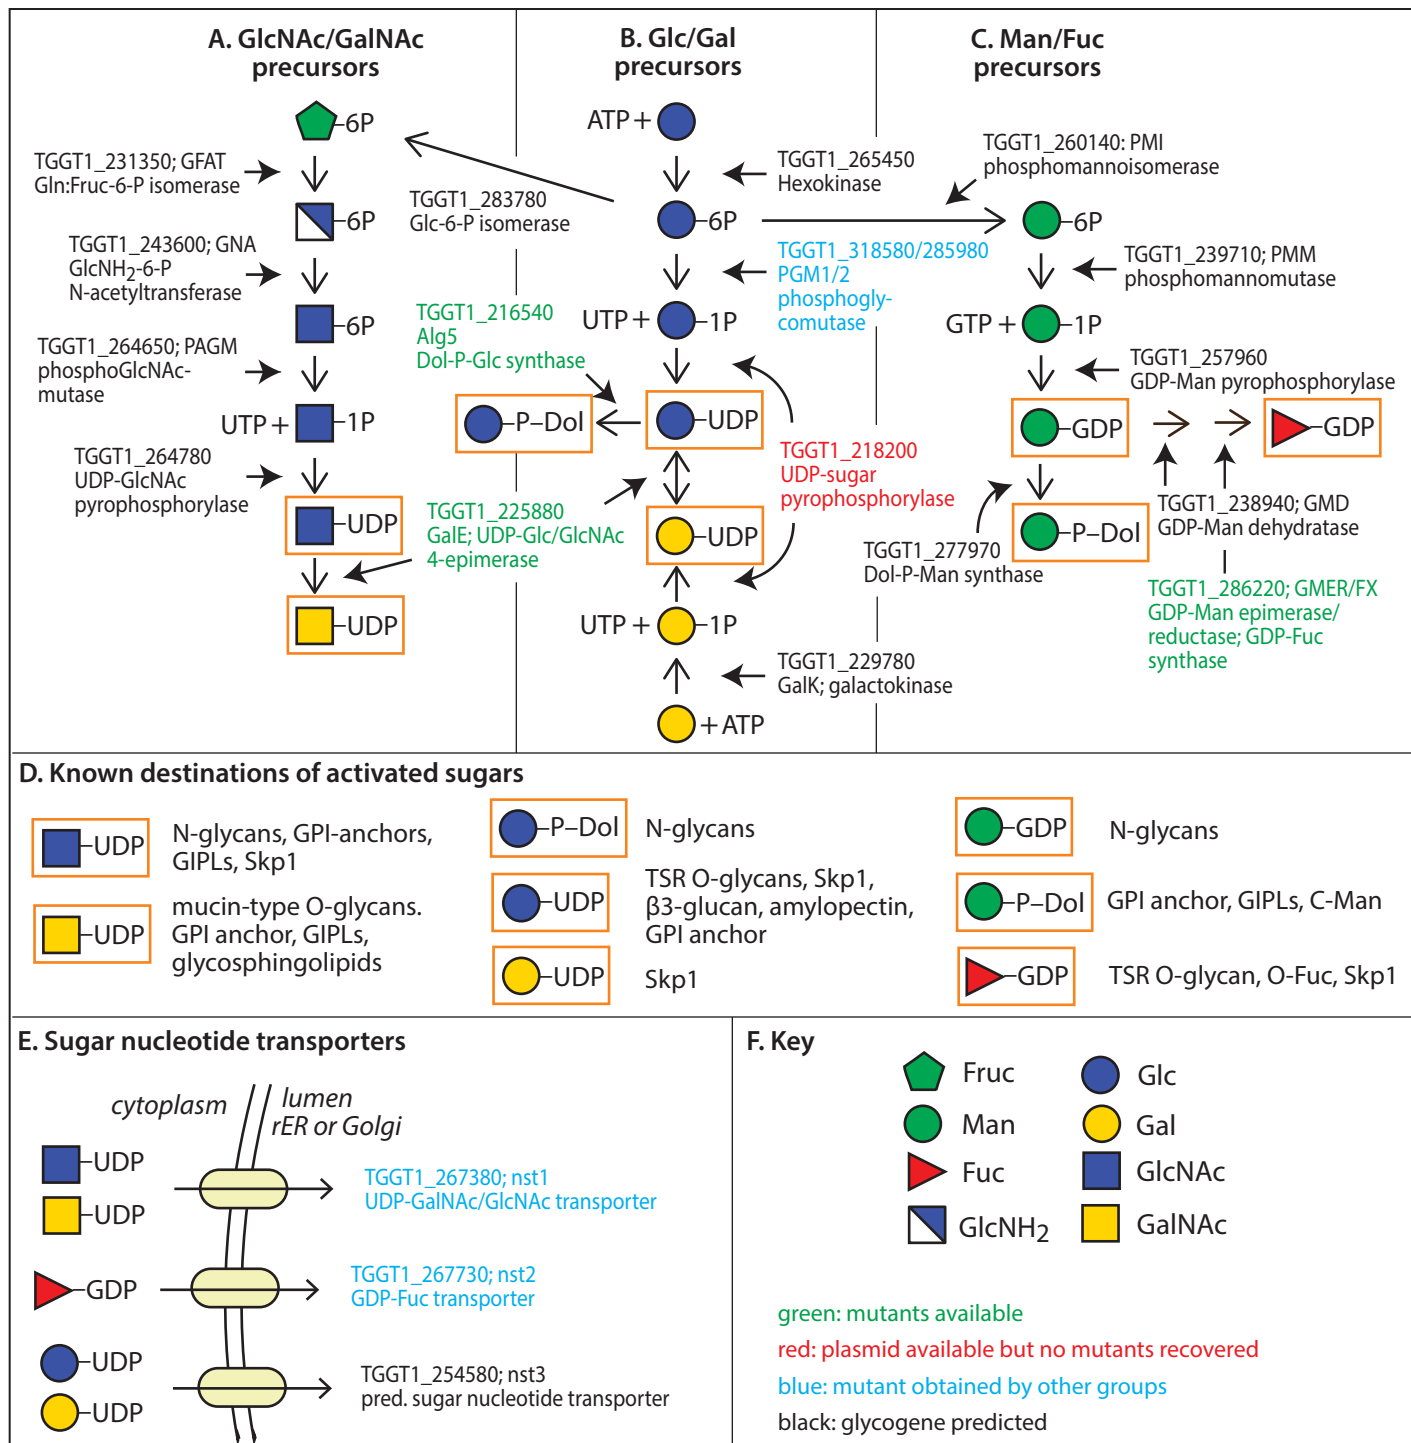 A. GlcNAc/GalNAc
precursors
6P
TGGT1_231350; GFAT
Gln:Fruc-6-P isomerase
6P
TGGT1_243600; GNA
GlcNH2-6-P
N-acetyltransferase
6P
TGGT1_264650; PAGM
phosphoGlcNAc-
mutase
UTP +
1P
TGGT1_264780
UDP-GlcNAc
pyrophosphorylase
UDP
UDP
B. Glc/Gal
precursors
ATP +
TGGT1_265450
Hexokinase
TGGT1_283780
Glc-6-P isomerase
6P
TGGT1_318580/285980
PGM1/2
phosphogly-
comutase
TGGT1_216540
Alg5
Dol-P-Glc synthase
UTP +
1P
P–Dol
UDP
TGGT1_218200
UDP-sugar
pyrophosphorylase
TGGT1_225880
GalE; UDP-Glc/GlcNAc
4-epimerase
UDP
UTP +
1P
TGGT1_229780
GalK; galactokinase
+ ATP
C. Man/Fuc
precursors
TGGT1_260140: PMI
phosphomannoisomerase
6P
TGGT1_239710; PMM
phosphomannomutase
GTP +
1P
TGGT1_257960
GDP-Man pyrophosphorylase
GDP
GDP
TGGT1_238940; GMD
GDP-Man dehydratase
P–Dol
TGGT1_277970
Dol-P-Man synthase
TGGT1_286220; GMER/FX
GDP-Man epimerase/
reductase; GDP-Fuc
synthase
D. Known destinations of activated sugars
UDP
N-glycans, GPI-anchors,
GIPLs, Skp1
UDP
mucin-type O-glycans.
GPI anchor, GIPLs,
glycosphingolipids
P–Dol
N-glycans
UDP
TSR O-glycans, Skp1,
β3-glucan, amylopectin,
GPI anchor
UDP
Skp1
GDP
N-glycans
P–Dol
GPI anchor, GIPLs, C-Man
GDP
TSR O-glycan, O-Fuc, Skp1
E. Sugar nucleotide transporters
cytoplasm
lumen
rER or Golgi
UDP
UDP
TGGT1_267380; nst1
UDP-GalNAc/GlcNAc transporter
GDP
TGGT1_267730; nst2
GDP-Fuc transporter
UDP
UDP
TGGT1_254580; nst3
pred. sugar nucleotide transporter
F. Key
Fruc
Glc
Man
Gal
Fuc
GlcNAc
GlcNH2
GalNAc
green: mutants available
red: plasmid available but no mutants recovered
blue: mutant obtained by other groups
black: glycogene predicted